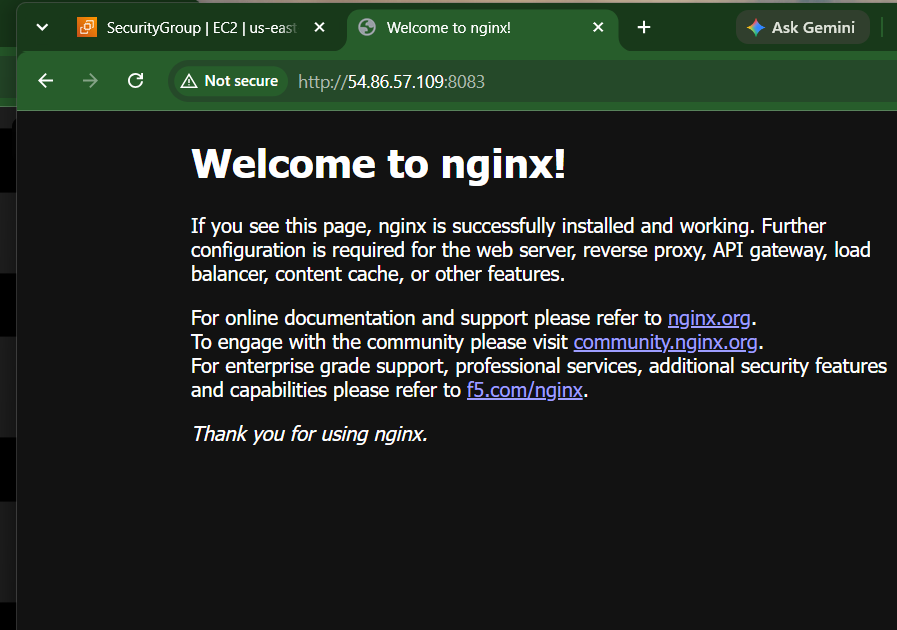 SecurityGroup | EC2 | us-east
Welcome to nginx!
Ask Gemini
Not secure
http://54.86.57.109:8083
Welcome to nginx!
If you see this page, nginx is successfully installed and working. Further
configuration is required for the web server, reverse proxy, API gateway, load
balancer, content cache, or other features.
For online documentation and support please refer to nginx.org.
To engage with the community please visit community.nginx.org.
For enterprise grade support, professional services, additional security features
and capabilities please refer to f5.com/nginx.
Thank you for using nginx.